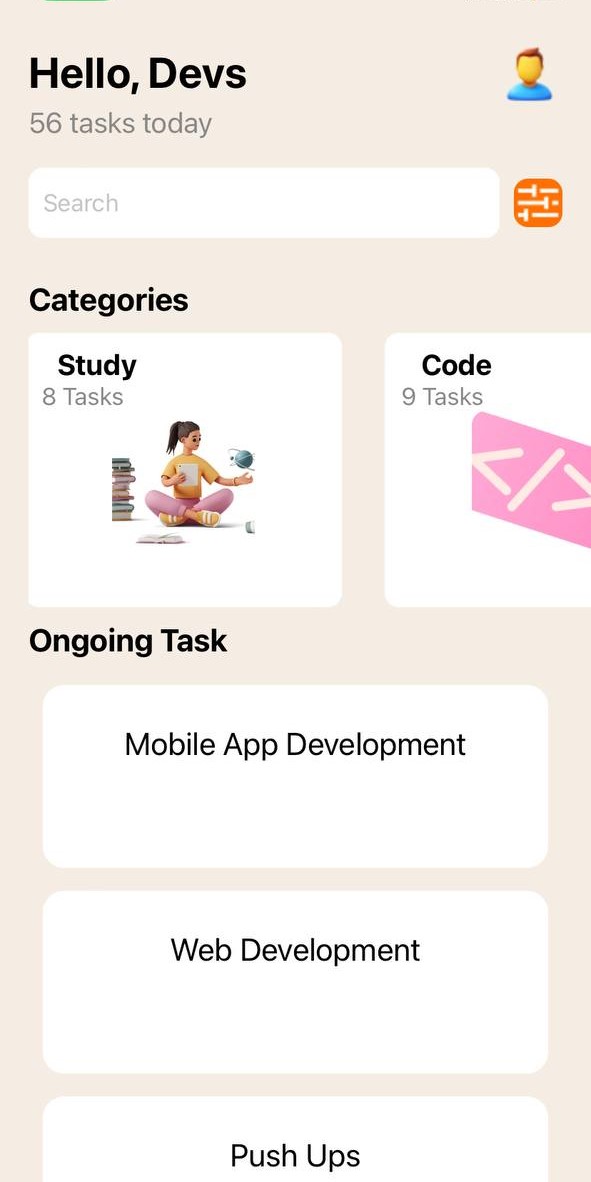 Hello, Devs
56 tasks today
Search
Categories
Study
8 Tasks
Code
9 Tasks
</>
Ongoing Task
Mobile App Development
Web Development
Push Ups